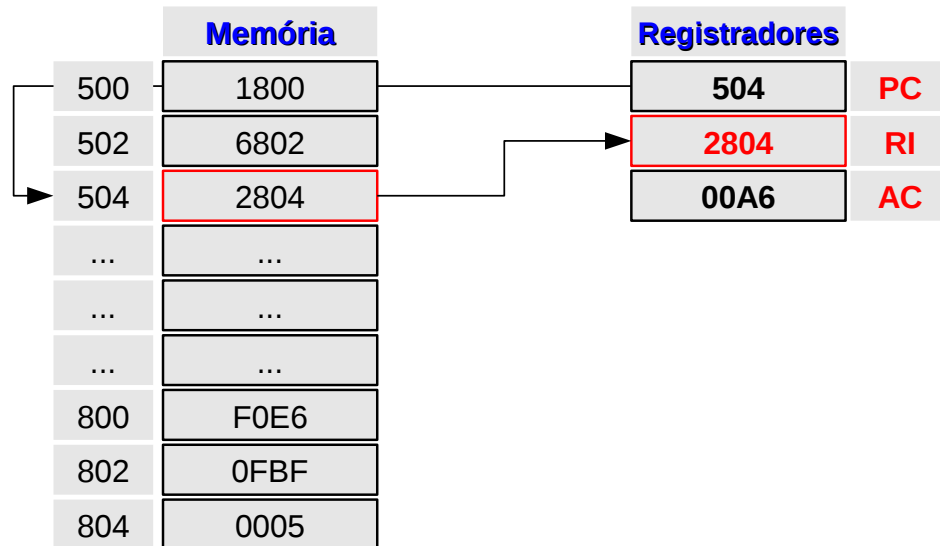 Memória Registradores
500 1800 504 PC
502 6802 2804 RI
504 2804 00A6 AC
... ...
... ...
... ...
800 F0E6
802 0FBF
804 0005